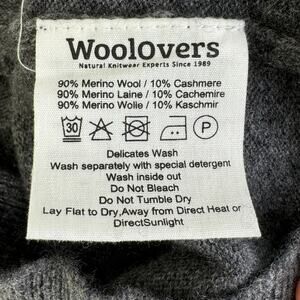 WoolOvers
Natural Knitwear Experts Since 1989
90% Merino Wool / 10% Cashmere
90% Merino Laine / 10% Cachemire
90% Merino Wolie / 10% Kaschmir
30 P
Delicates Wash
Wash separately with special detergent
Wash inside out
Do Not Bleach
Do Not Tumble Dry
Lay Flat to Dry,Away from Direct Heat or
DirectSunlight